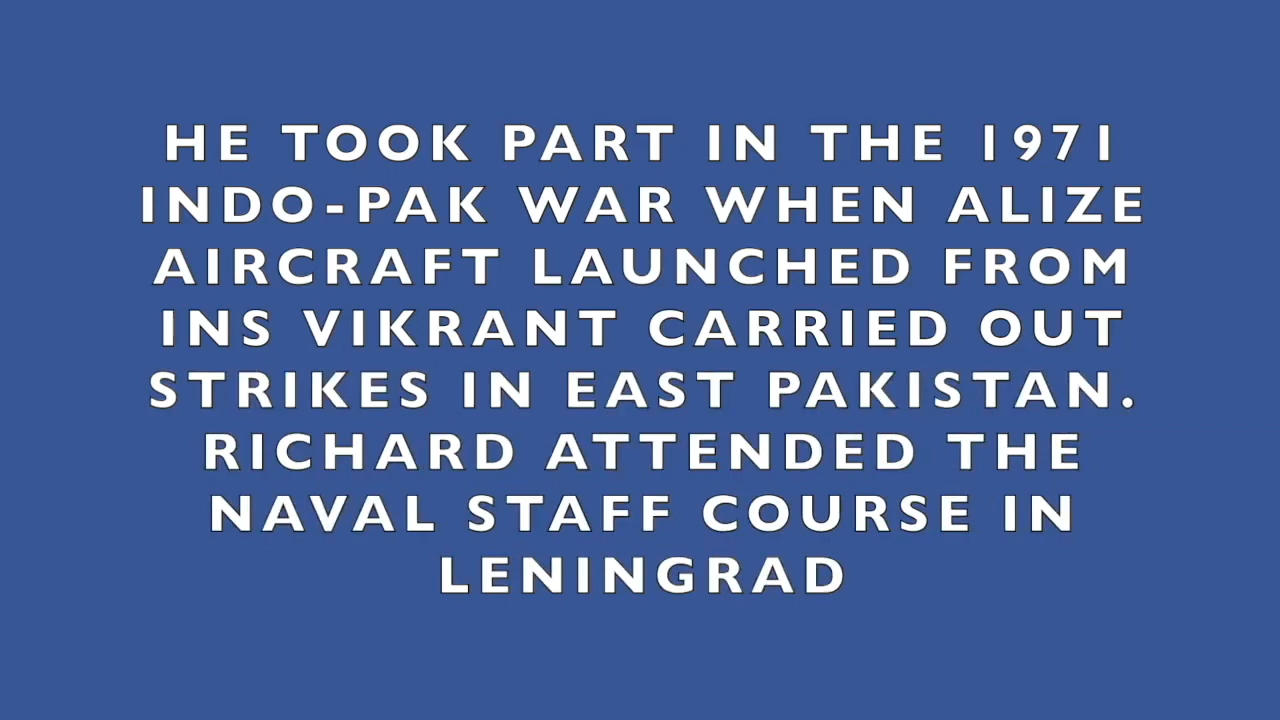 HE TOOK PART IN THE 1971
INDO-PAK WAR WHEN ALIZE
AIRCRAFT LAUNCHED FROM
INS VIKRANT CARRIED OUT
STRIKES IN EAST PAKISTAN.
RICHARD ATTENDED THE
NAVAL STAFF COURSE IN
LENINGRAD